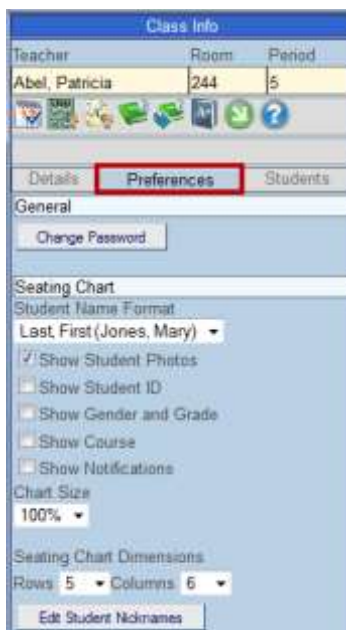 Class Info
Teacher Room Period
Abel, Patricia 244 5
Details Preferences Students
General
Change Password
Seating Chart
Student Name Format
Last, First (Jones, Mary)
Show Student Photos
Show Student ID
Show Gender and Grade
Show Course
Show Notifications
Chart Size
100%
Seating Chart Dimensions
Rows 5 Columns 6
Edit Student Nicknames